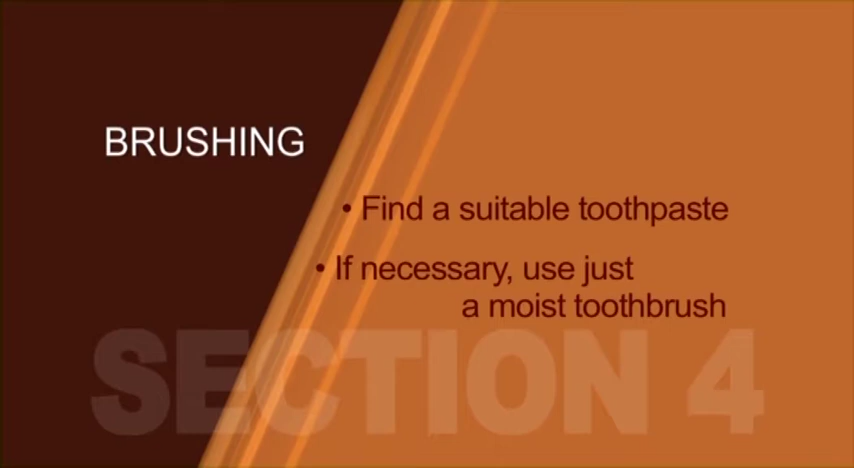 BRUSHING
• Find a suitable toothpaste
• If necessary, use just
a moist toothbrush
SECTION 4